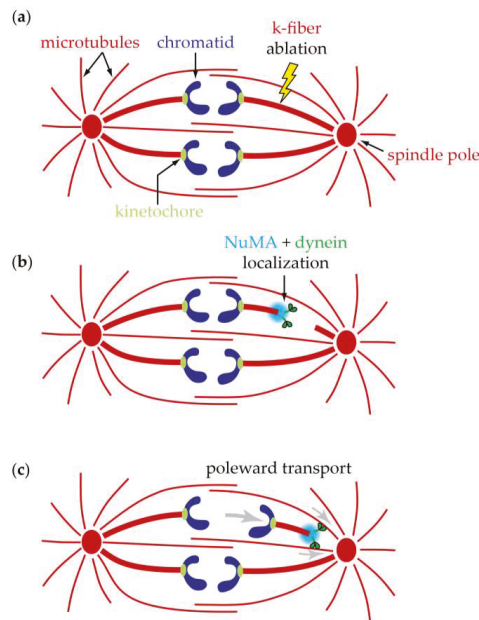 (a)
microtubules chromatid k-fiber
ablation
spindle pole
kinetochore
NuMA + dynein
(b) localization
(c) poleward transport